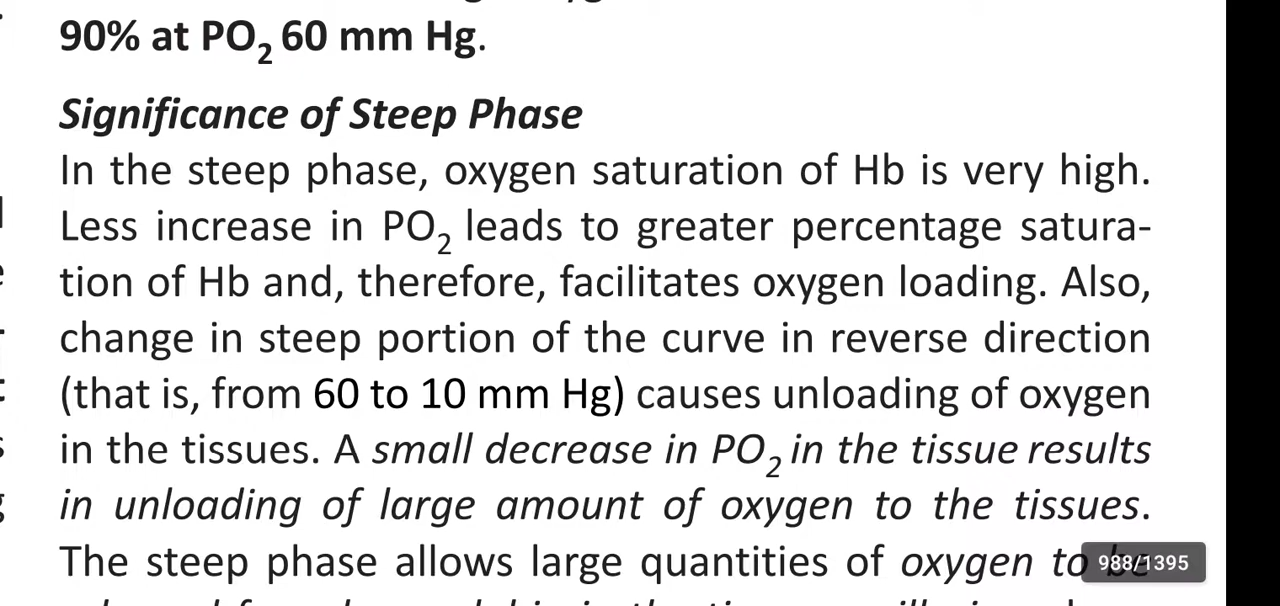 90% at PO2 60 mm Hg.
Significance of Steep Phase
In the steep phase, oxygen saturation of Hb is very high.
Less increase in PO2 leads to greater percentage satura-
tion of Hb and, therefore, facilitates oxygen loading. Also,
change in steep portion of the curve in reverse direction
(that is, from 60 to 10 mm Hg) causes unloading of oxygen
in the tissues. A small decrease in PO2 in the tissue results
in unloading of large amount of oxygen to the tissues.
The steep phase allows large quantities of oxygen to be
988/1395